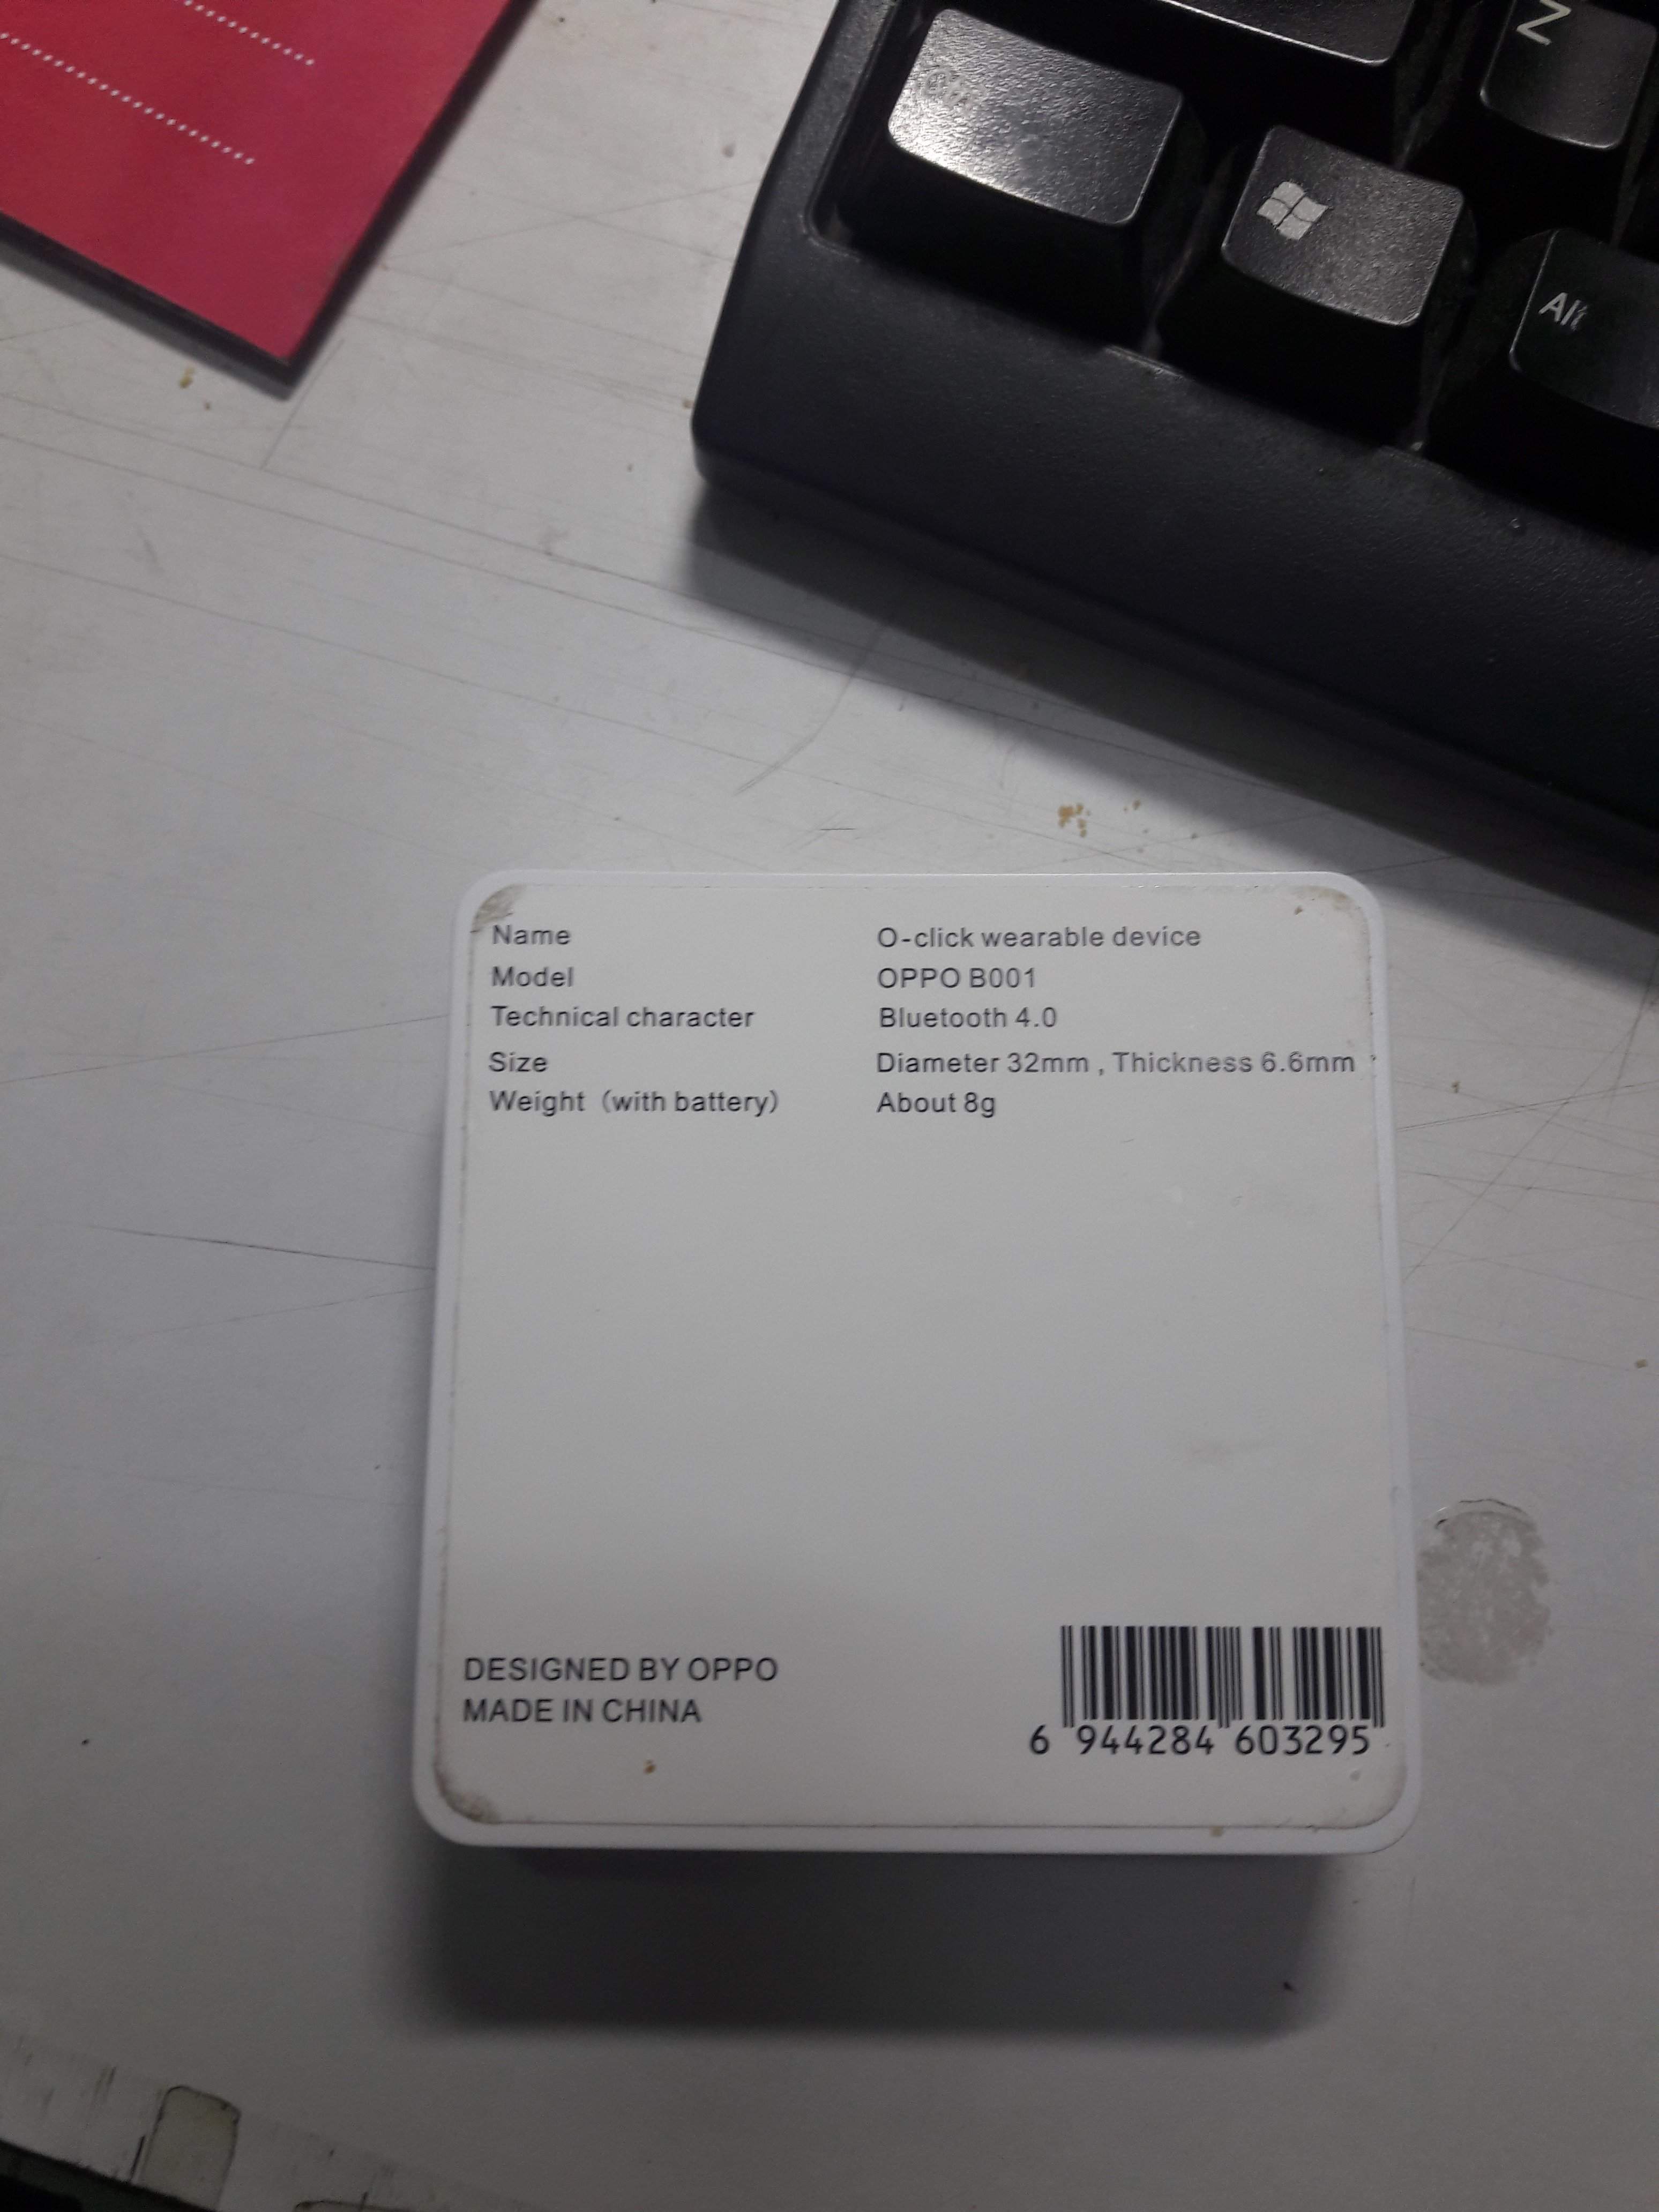 Z
Alt
Name O-click wearable device
Model OPPO B001
Technical character Bluetooth 4.0
Size Diameter 32mm , Thickness 6.6mm
Weight (with battery) About 8g
DESIGNED BY OPPO
MADE IN CHINA
6 944284 603295